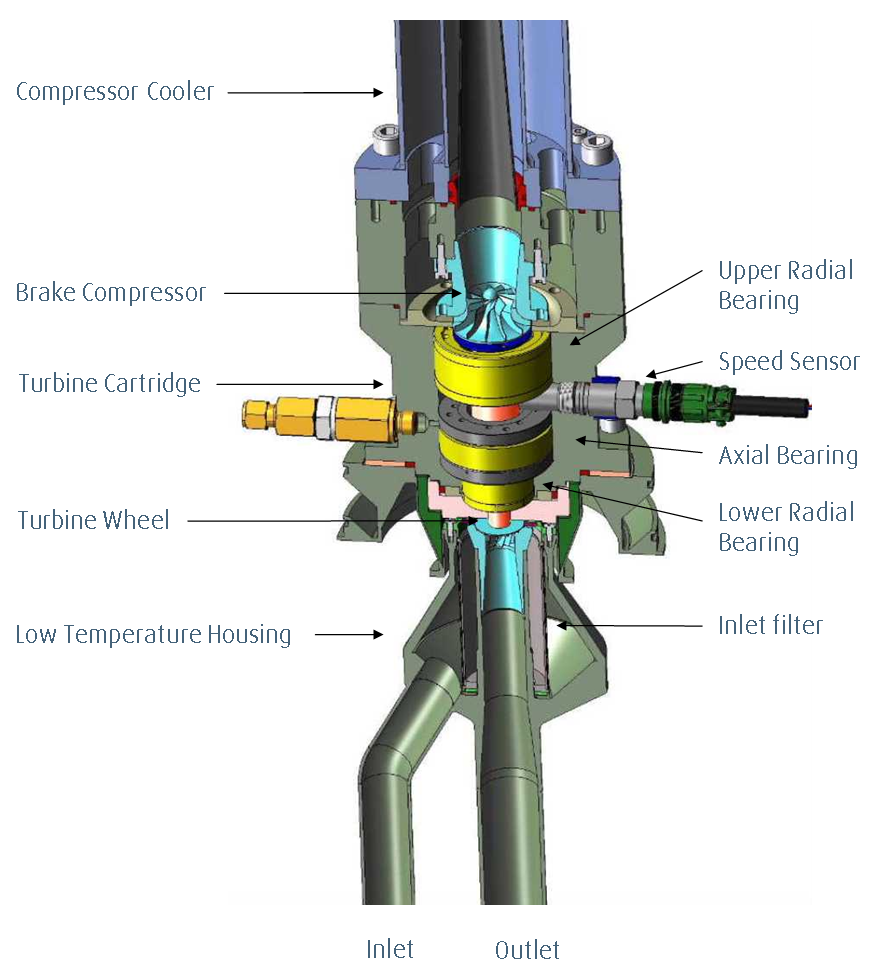 Compressor Cooler
Brake Compressor
Turbine Cartridge
Turbine Wheel
Low Temperature Housing
Upper Radial
Bearing
Speed Sensor
Axial Bearing
Lower Radial
Bearing
Inlet filter
Inlet
Outlet